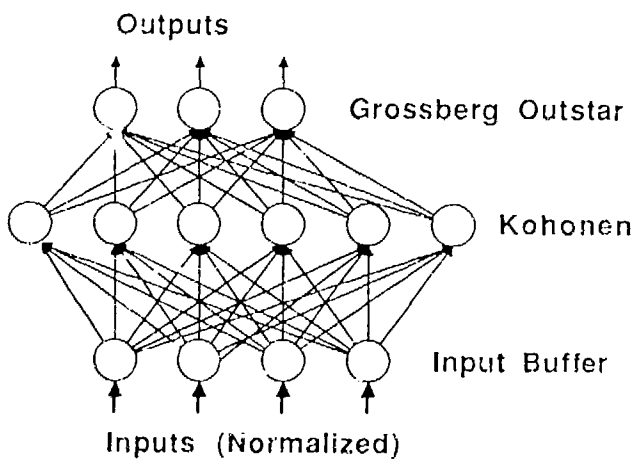 Outputs
Grossberg Outstar
Kohonen
Input Buffer
Inputs (Normalized)